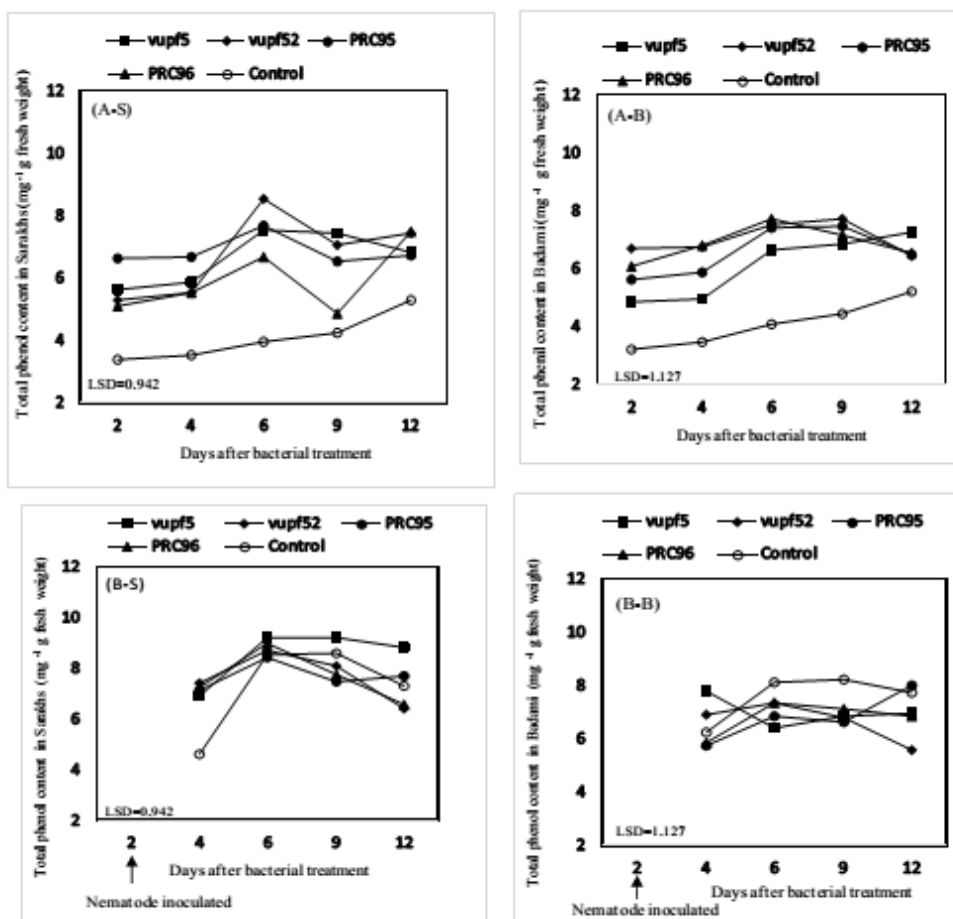 vupf5 vupf52 PRC95
PRC96 Control
Total phenol content in Sarakhs (mg⁻¹ g fresh weight)
12
10
8
6
4
2
(A-S)
LSD=0.942
2 4 6 9 12
Days after bacterial treatment
vupf5 vupf52 PRC95
PRC96 Control
Total phenil content in Badami (mg⁻¹ g fresh weight)
12
10
8
6
4
2
(A-B)
LSD=1.127
2 4 6 9 12
Days after bacterial treatment
vupf5 vupf52 PRC95
PRC96 Control
Total phenol content in Sarakhs (mg⁻¹ g fresh weight)
12
10
8
6
4
2
(B-S)
LSD=0.942
2 4 6 9 12
Days after bacterial treatment
Nematode inoculated
vupf5 vupf52 PRC95
PRC96 Control
Total phenol content in Badami (mg⁻¹ g fresh weight)
12
10
8
6
4
2
(B-B)
LSD=1.127
2 4 6 9 12
Days after bacterial treatment
Nematode inoculated